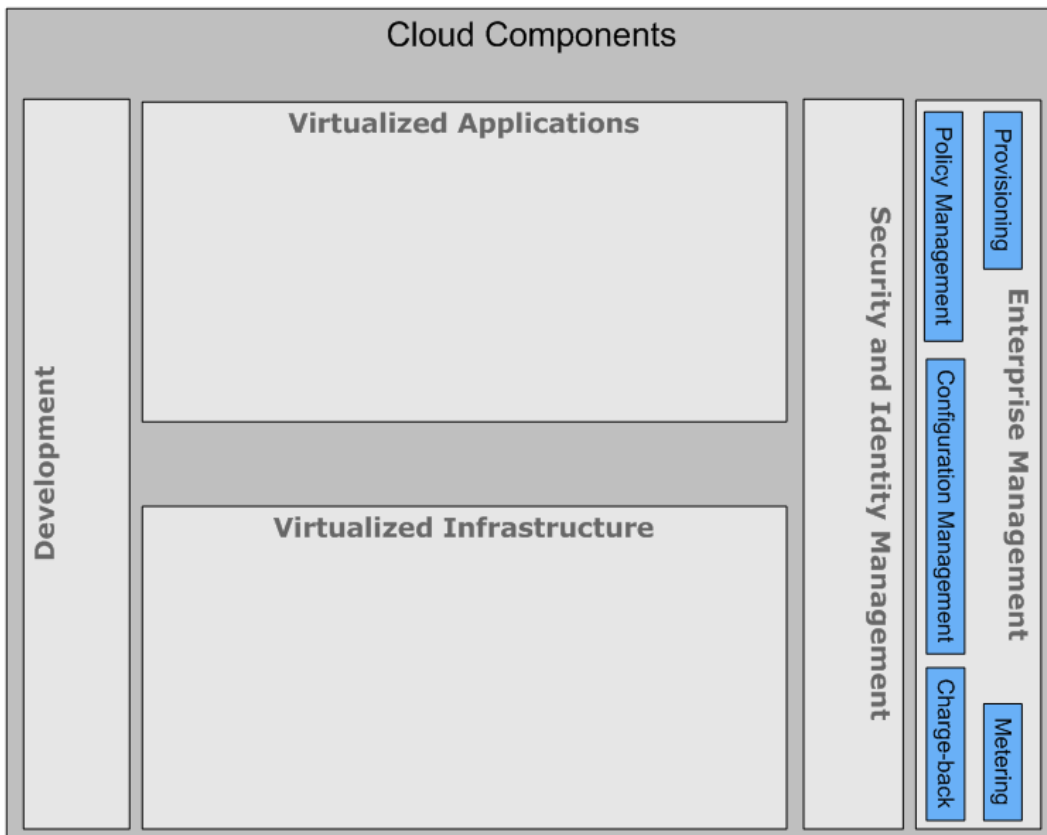 Cloud Components
Development
Virtualized Applications
Virtualized Infrastructure
Security and Identity Management
Enterprise Management
Provisioning
Policy Management
Configuration Management
Charge-back
Metering